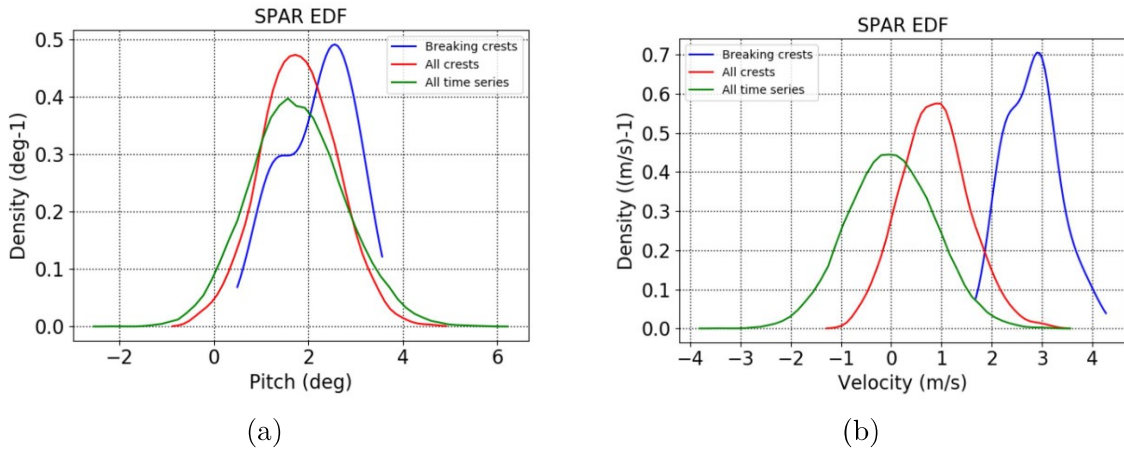 SPAR EDF
0.5
0.4
0.3
0.2
0.1
0.0
Density (deg-1)
Breaking crests
All crests
All time series
−2 0 2 4 6
Pitch (deg)
(a)
SPAR EDF
0.7
0.6
0.5
0.4
0.3
0.2
0.1
0.0
Density ((m/s)-1)
Breaking crests
All crests
All time series
−4 −3 −2 −1 0 1 2 3 4
Velocity (m/s)
(b)